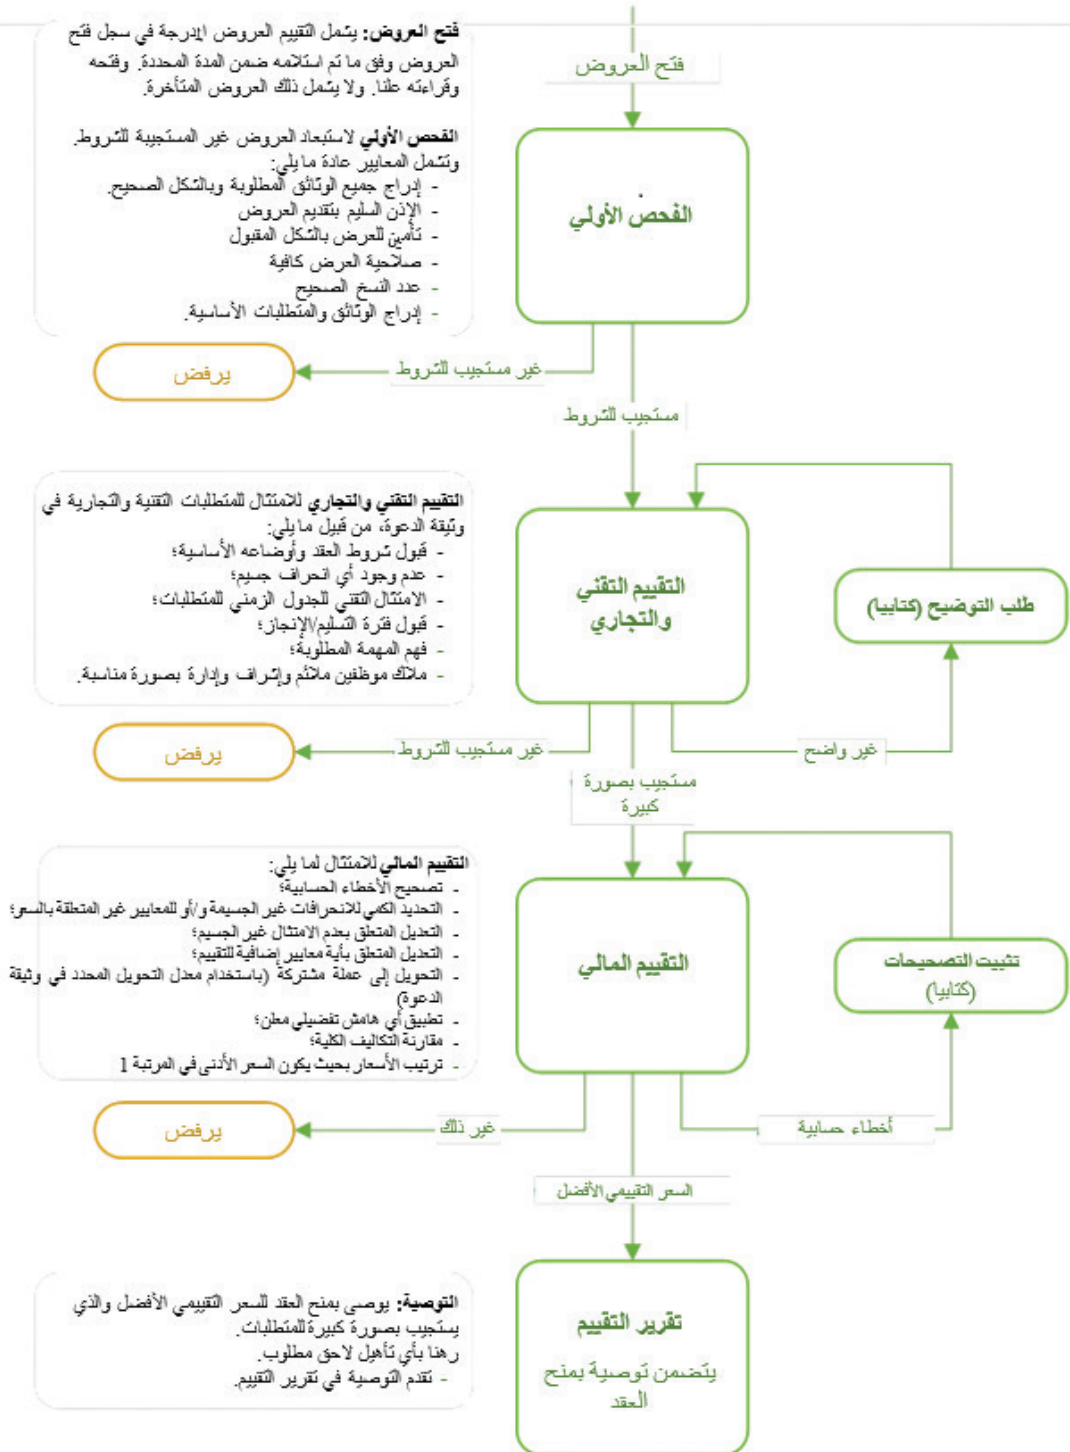 فتح العروض: يشمل التقييم العروض المدرجة في سجل فتح
العروض وفق ما تم استلامه ضمن المدة المحددة. وفتحه
وقراءته علنا. ولا يشمل ذلك العروض المتأخرة.
فتح العروض
الفحص الأولي لاستبعاد العروض غير المستجيبة للشروط.
وتشمل المعايير عادة ما يلي:
- إدراج جميع الوثائق المطلوبة وبالشكل الصحيح.
- الإذن السليم بتقديم العروض
- تأمين للعرض بالشكل المقبول
- صلاحية العرض كافية
- عدد النسخ الصحيح
- إدراج الوثائق والمتطلبات الأساسية.
الفحص الأولي
غير مستجيب للشروط
يرفض
مستجيب للشروط
التقييم التقني والتجاري للامتثال للمتطلبات التقنية والتجارية في
وثيقة الدعوة، من قبيل ما يلي:
- قبول شروط العقد وأوضاعه الأساسية؛
- عدم وجود أي انحراف جسيم؛
- الامتثال التقني للجدول الزمني للمتطلبات؛
- قبول فترة التسليم/الإنجاز؛
- فهم المهمة المطلوبة؛
- ملاك موظفين ملائم وإشراف وإدارة بصورة مناسبة.
التقييم التقني
والتجاري
طلب التوضيح (كتابيا)
غير واضح
غير مستجيب للشروط
يرفض
مستجيب بصورة
كبيرة
التقييم المالي للامتثال لما يلي:
- تصحيح الأخطاء الحسابية؛
- التحديد الكمي للانحرافات غير الجسيمة و/أو للمعايير غير المتعلقة بالسعر؛
- التعديل المتعلق بعدم الامتثال غير الجسيم؛
- التعديل المتعلق بأية معايير إضافية للتقييم؛
- التحويل إلى عملة مشتركة (باستخدام معدل التحويل المحدد في وثيقة
الدعوة)
- تطبيق أي هامش تفضيلي معلن؛
- مقارنة التكاليف الكلية؛
- ترتيب الأسعار بحيث يكون السعر الأدنى في المرتبة 1
التقييم المالي
تثبيت التصحيحات
(كتابيا)
أخطاء حسابية
غير ذلك
يرفض
السعر التقييمي الأفضل
التوصية: يوصى بمنح العقد للسعر التقييمي الأفضل والذي
يستجيب بصورة كبيرة للمتطلبات.
رهنا بأي تأهيل لاحق مطلوب.
- تقدم التوصية في تقرير التقييم.
تقرير التقييم
يتضمن توصية بمنح
العقد